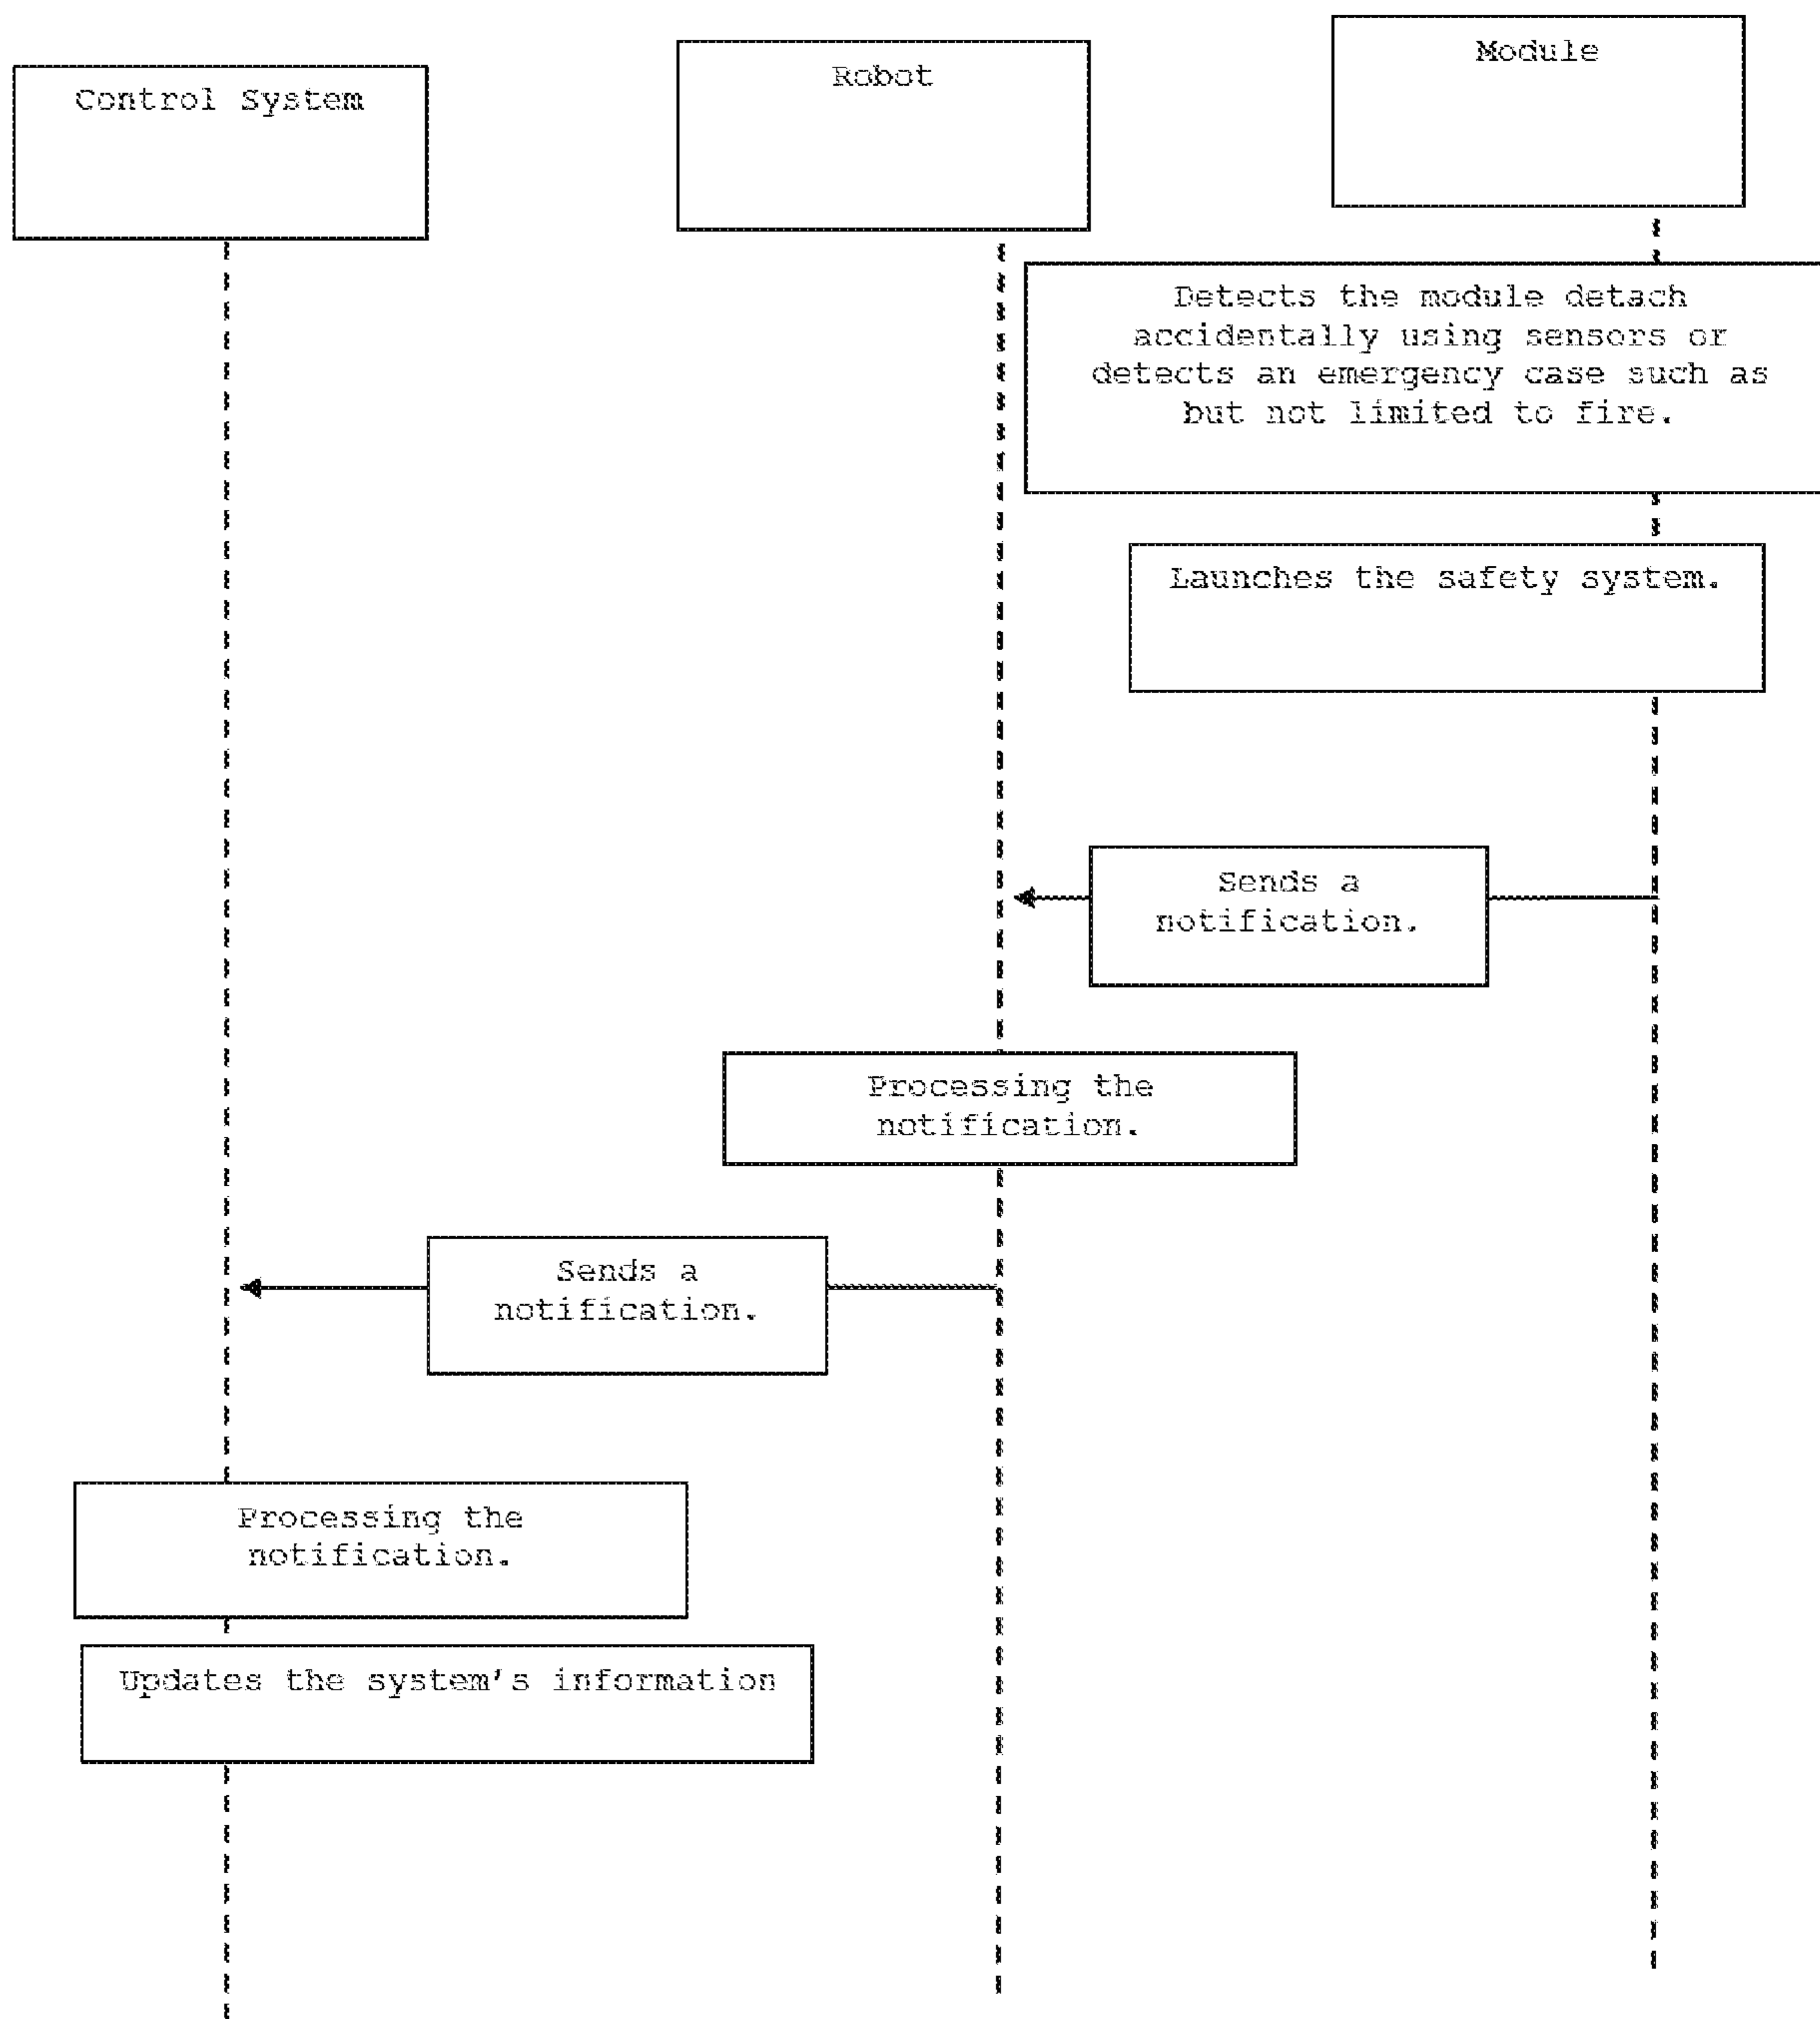 Control System
Robot
Module
Detects the module detach
accidentally using sensors or
detects an emergency case such as
but not limited to fire.
Launches the safety system.
Sends a
notification.
Processing the
notification.
Sends a
notification.
Processing the
notification.
Updates the system's information